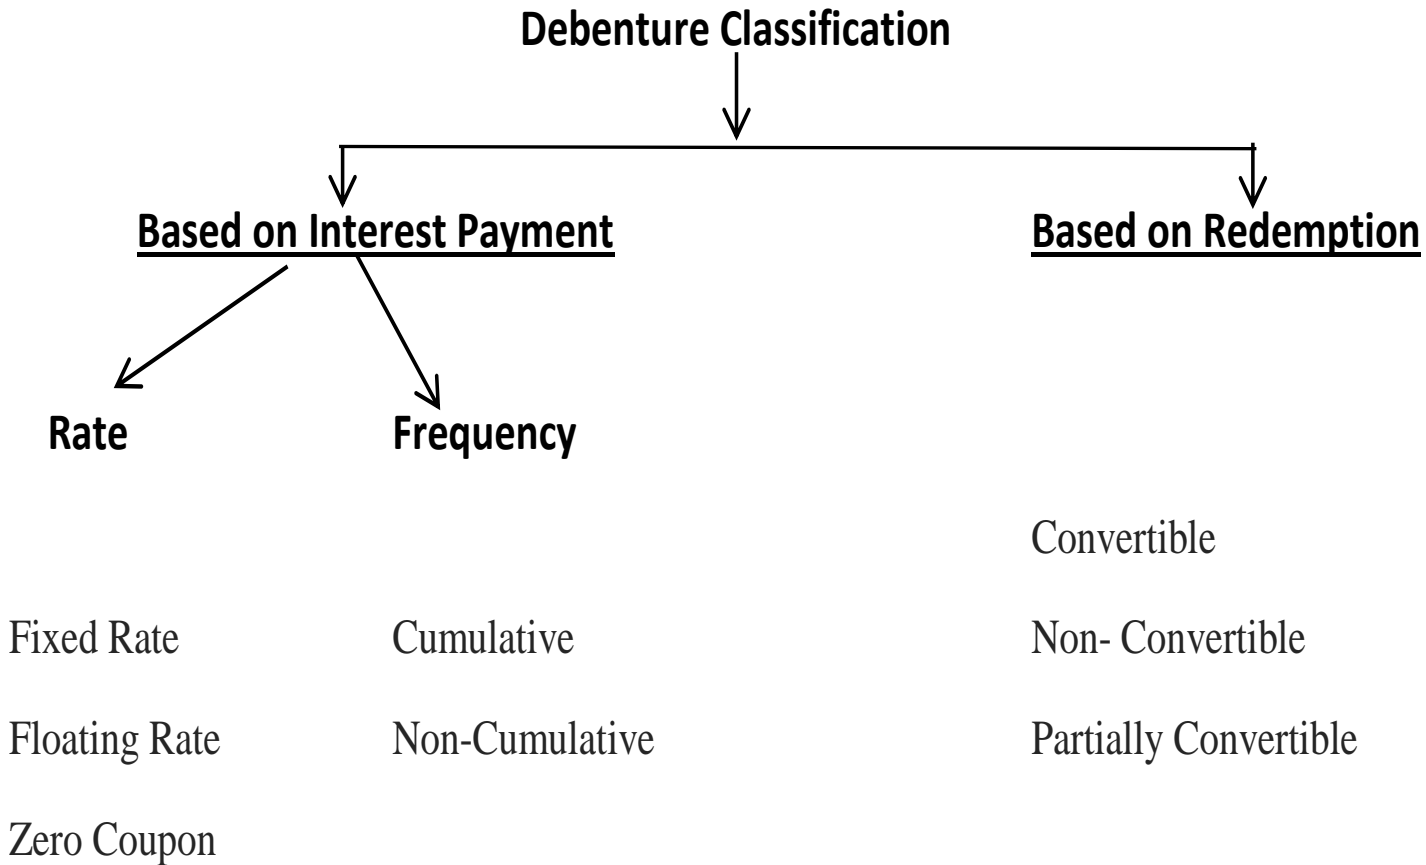 Debenture Classification
Based on Interest Payment
Based on Redemption
Rate
Frequency
Convertible
Fixed Rate
Cumulative
Non- Convertible
Floating Rate
Non-Cumulative
Partially Convertible
Zero Coupon